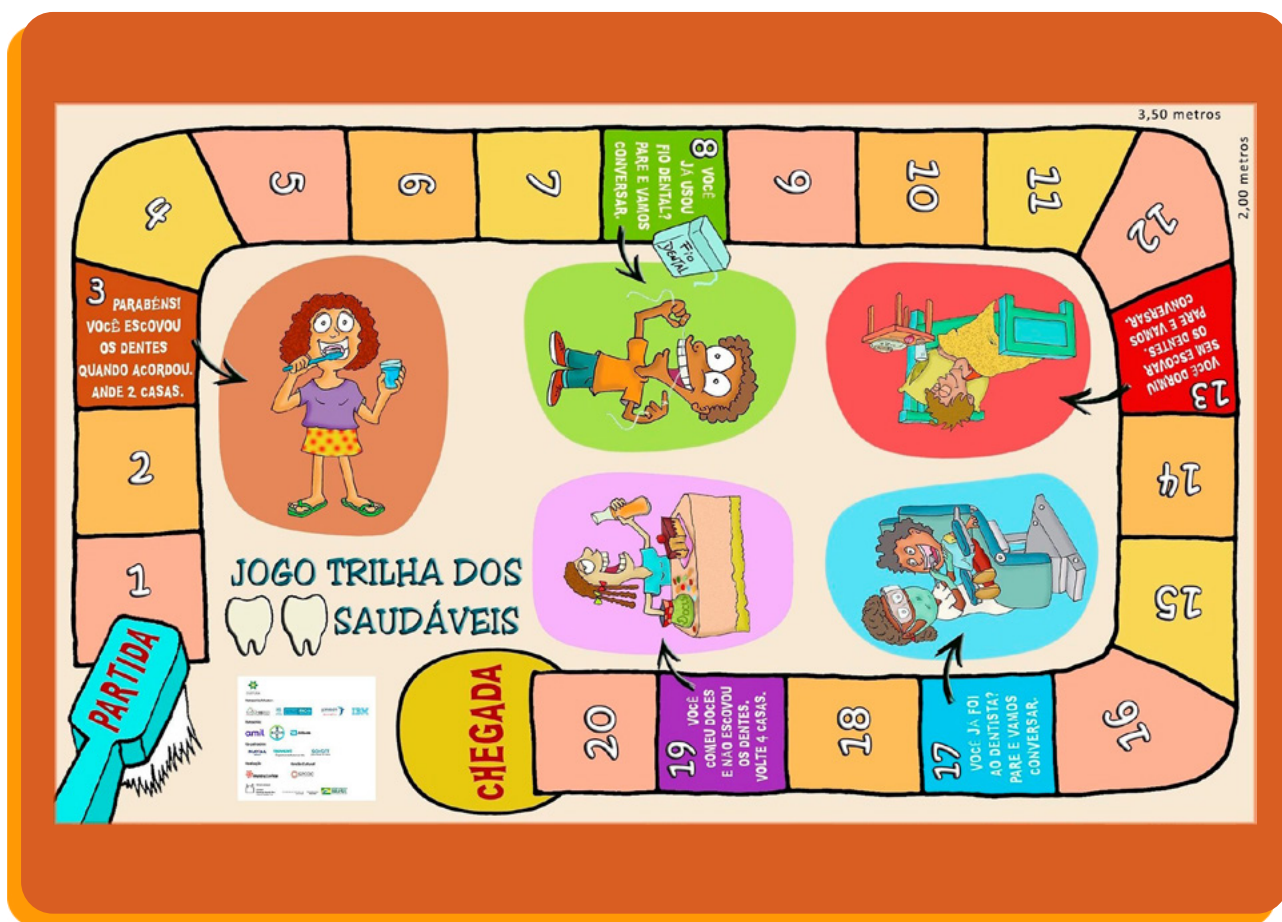 3,50 metros
2,00 metros
PARTIDA
1
2
3
PARABÉNS!
VOCÊ ESCOVOU
OS DENTES
QUANDO ACORDOU.
ANDE 2 CASAS.
4
5
6
7
8 VOCÊ
JÁ USOU
FIO DENTAL?
PARE E VAMOS
CONVERSAR.
FIO
DENTAL
9
10
11
12
13
VOCÊ DORMIU
SEM ESCOVAR
OS DENTES.
PARE E VAMOS
CONVERSAR.
14
15
16
17
VOCÊ JÁ FOI
AO DENTISTA?
PARE E VAMOS
CONVERSAR.
18
19 VOCÊ
COMEU DOCES
E NÃO ESCOVOU
OS DENTES.
VOLTE 4 CASAS.
20
CHEGADA
JOGO TRILHA DOS
SAUDÁVEIS
amil
IBM